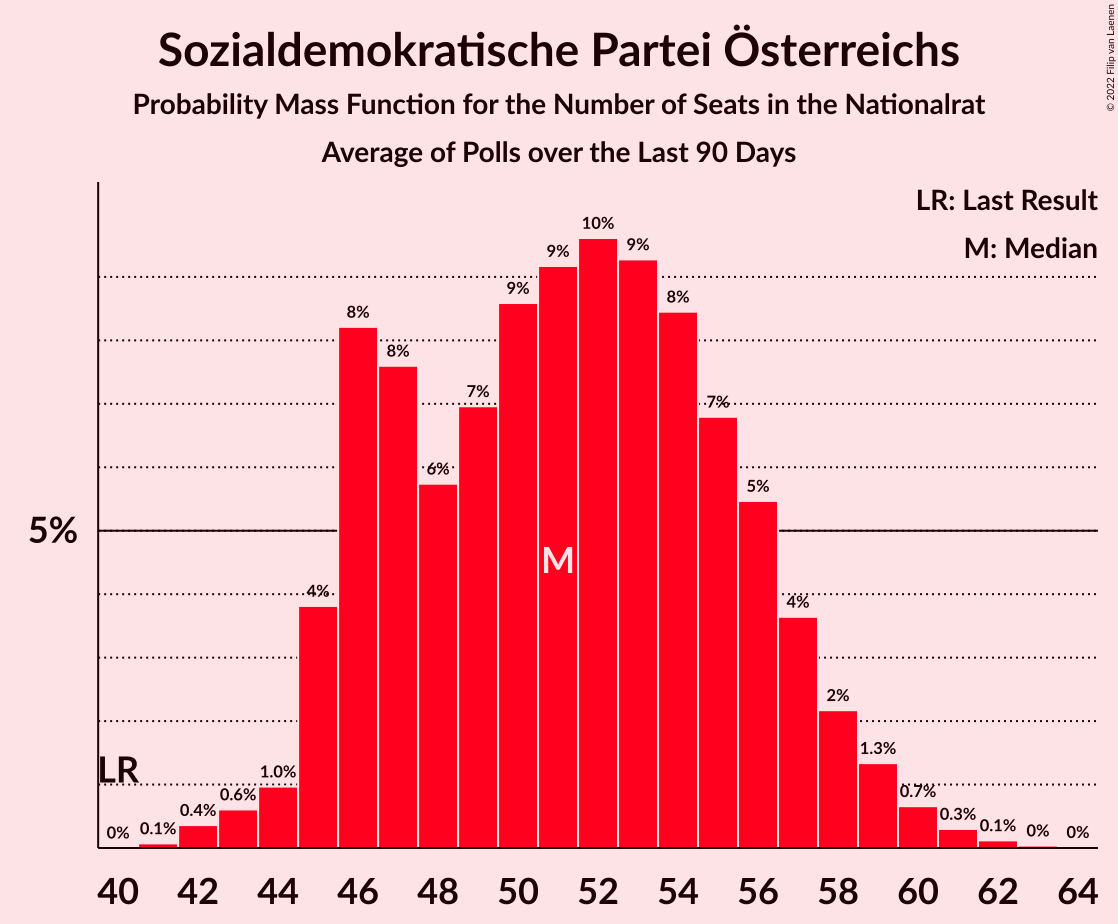 Sozialdemokratische Partei Österreichs
Probability Mass Function for the Number of Seats in the Nationalrat
Average of Polls over the Last 90 Days
© 2022 Filip van Laenen
LR: Last Result
M: Median
5%
LR
M
0%
0.1%
0.4%
0.6%
1.0%
4%
8%
8%
6%
7%
9%
9%
10%
9%
8%
7%
5%
4%
2%
1.3%
0.7%
0.3%
0.1%
0%
0%
40 42 44 46 48 50 52 54 56 58 60 62 64